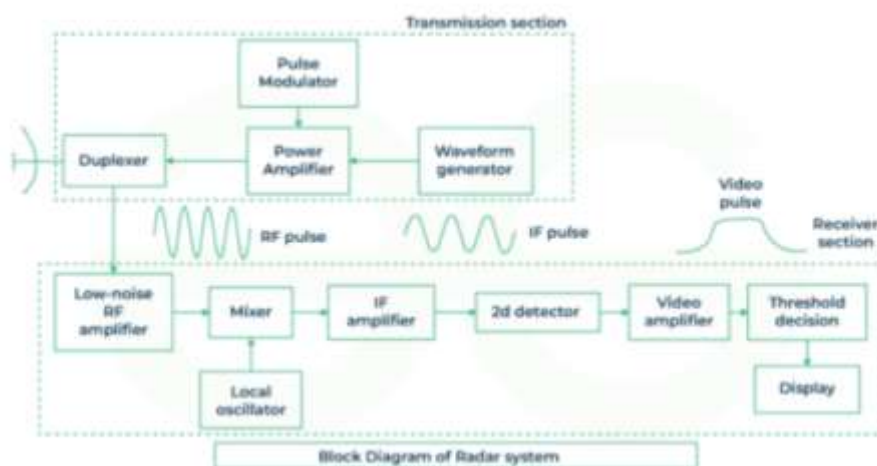 Transmission section
Pulse
Modulator
Duplexer
Power
Amplifier
Waveform
generator
RF pulse
IF pulse
Video
pulse
Receiver
section
Low-noise
RF
amplifier
Mixer
IF
amplifier
2d detector
Video
amplifier
Threshold
decision
Local
oscillator
Display
Block Diagram of Radar system